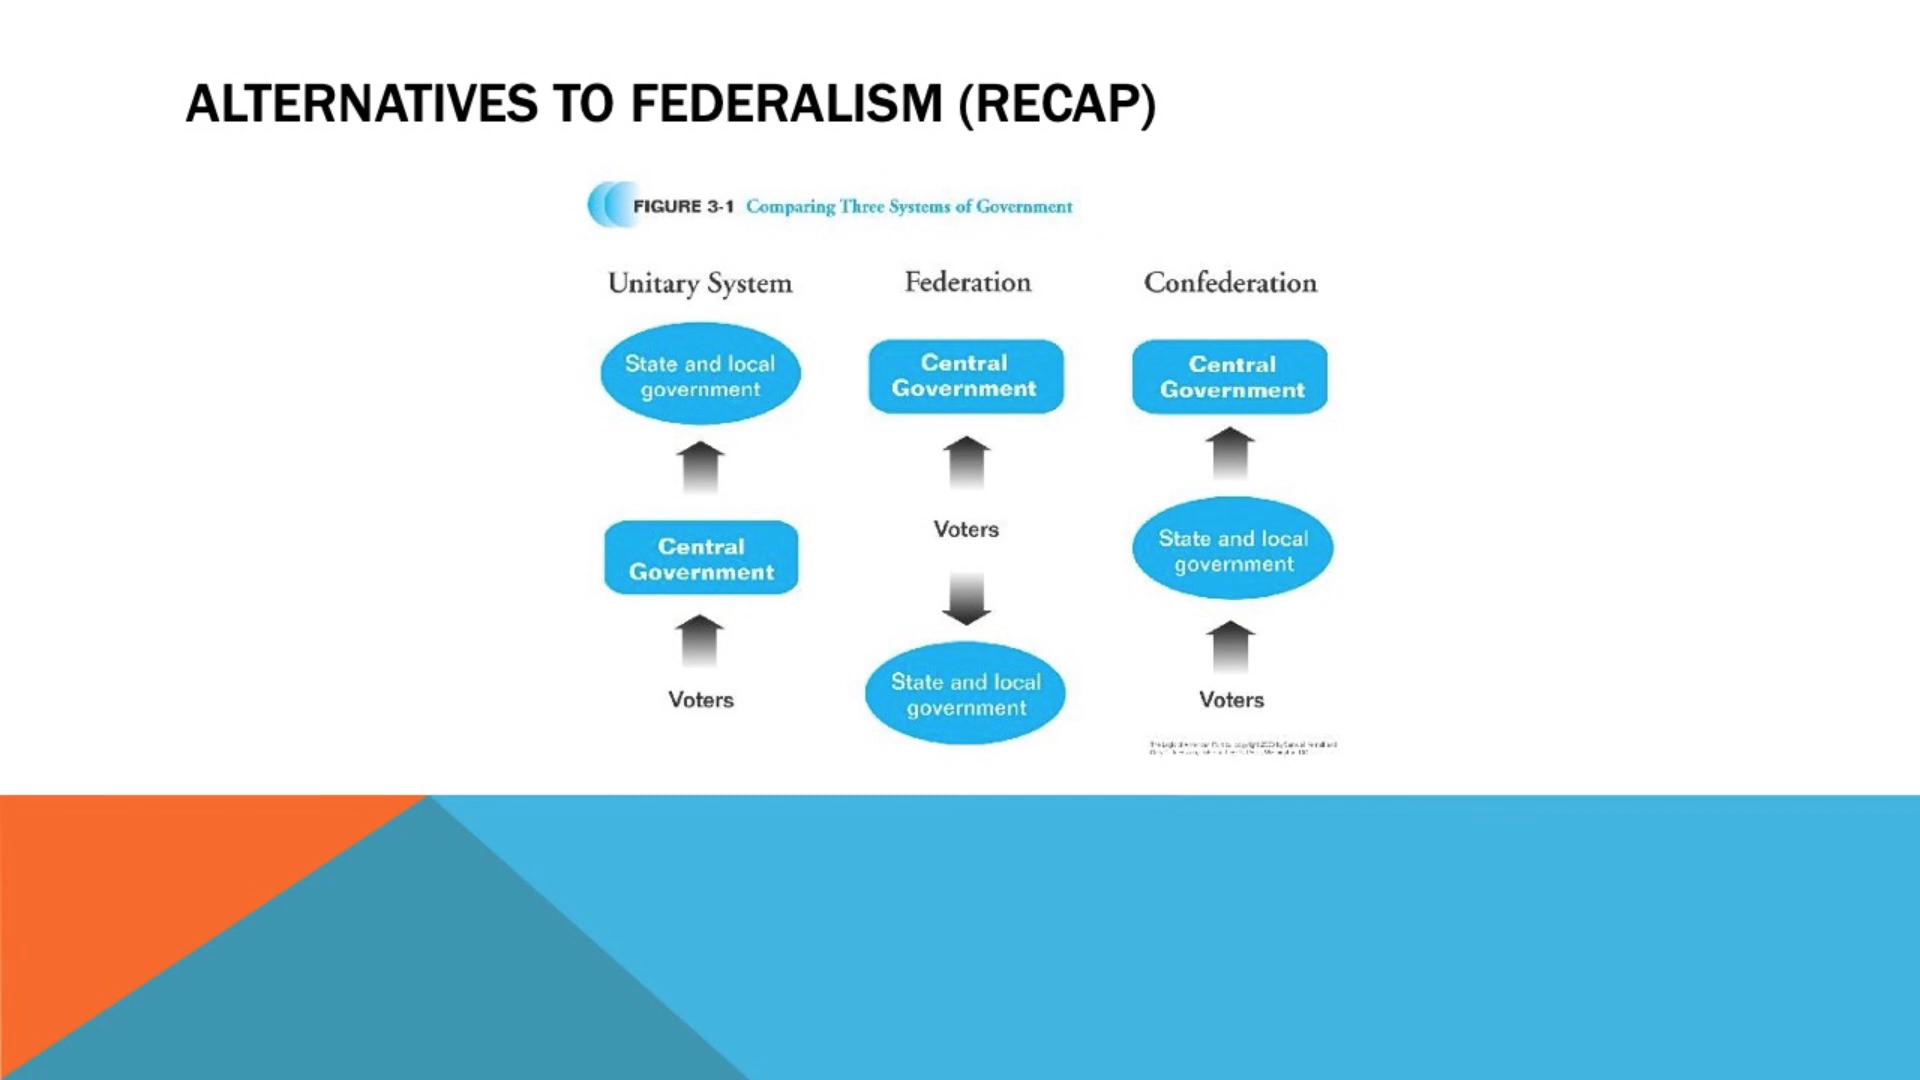 ALTERNATIVES TO FEDERALISM (RECAP)
FIGURE 3-1 Comparing Three Systems of Government
Unitary System
State and local
government
Central
Government
Voters
Federation
Central
Government
Voters
State and local
government
Confederation
Central
Government
State and local
government
Voters